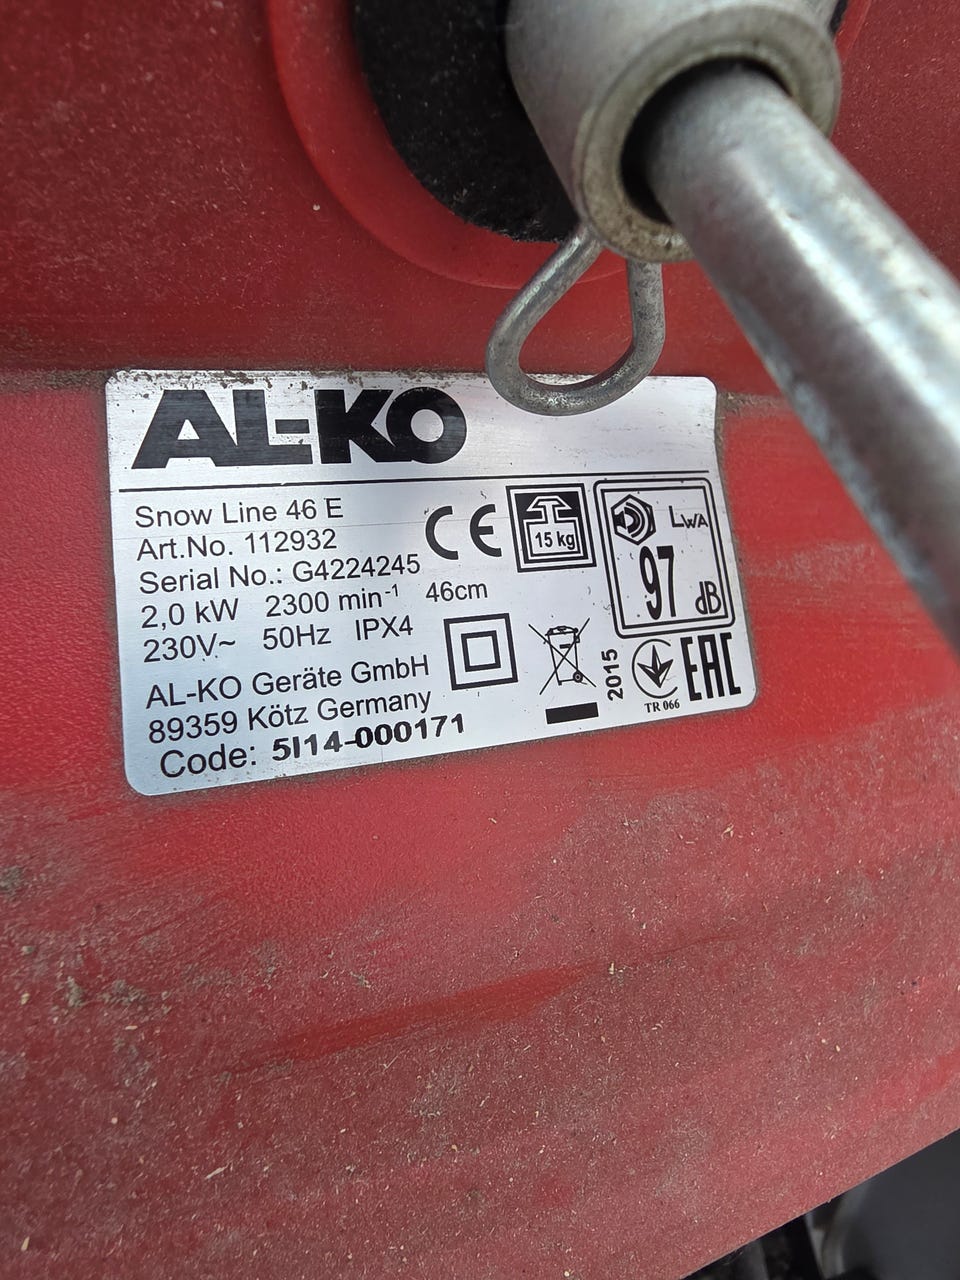 AL-KO
Snow Line 46 E
Art.No. 112932
Serial No.: G4224245
2,0 kW 2300 min⁻¹ 46cm
230V~ 50Hz IPX4
AL-KO Geräte GmbH
89359 Kötz Germany
Code: 5I14-000171
CE
15 kg
LWA
97 dB
2015
TR 066
EAC